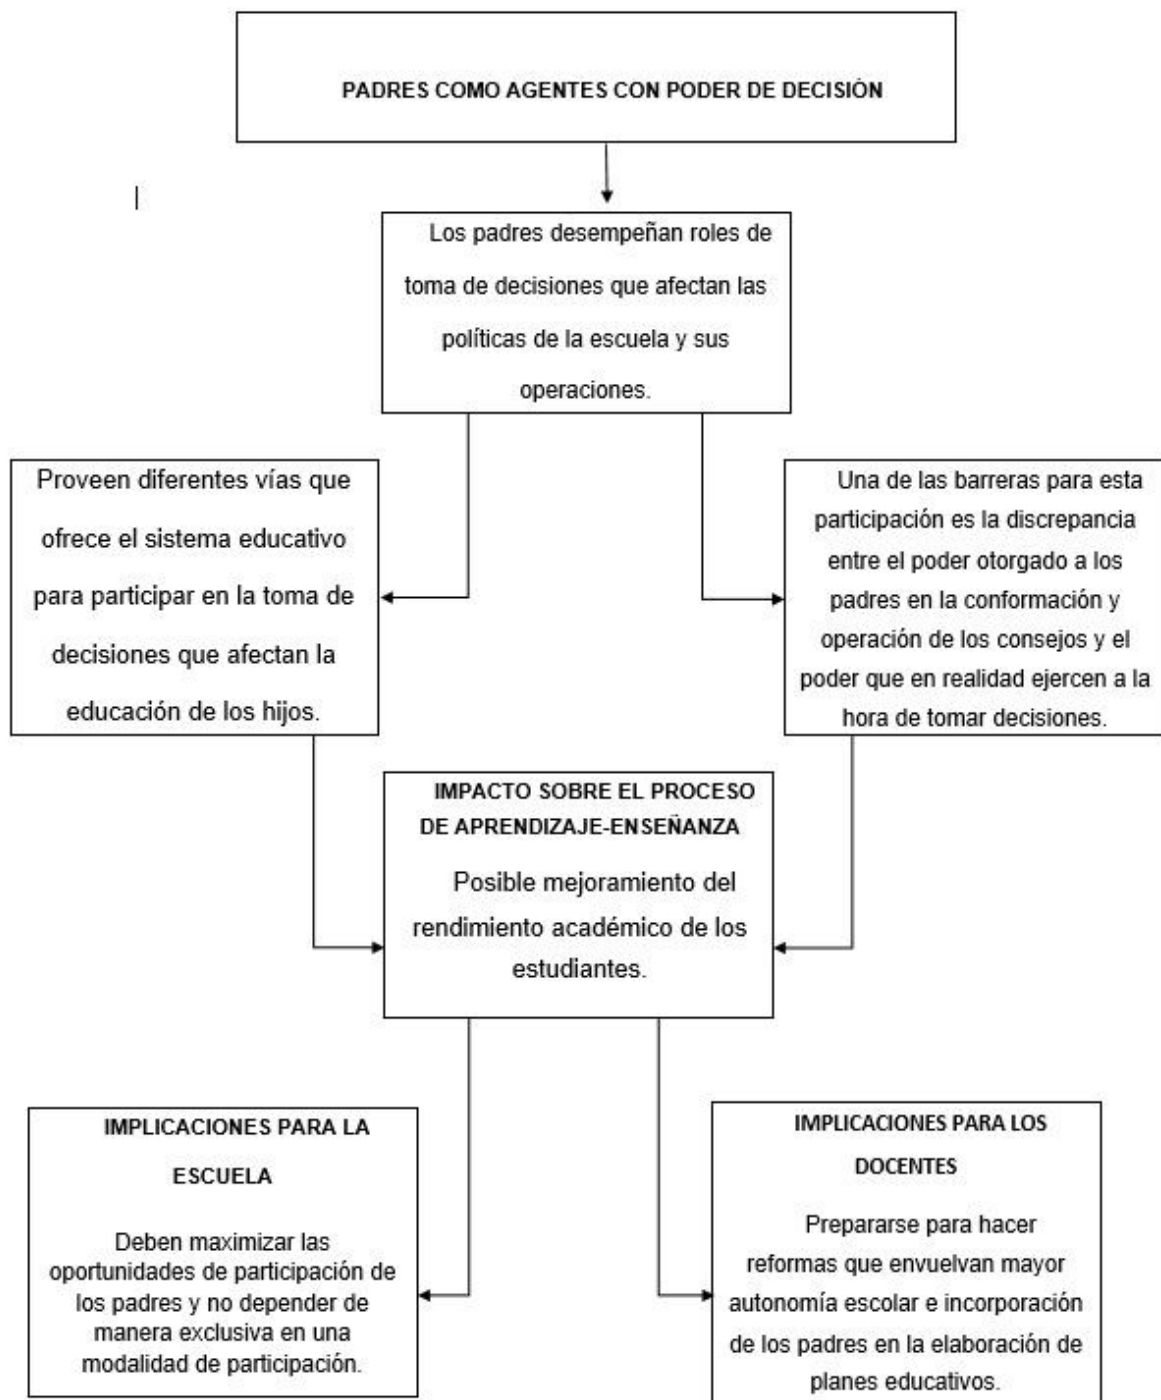 PADRES COMO AGENTES CON PODER DE DECISIÓN
Los padres desempeñan roles de
toma de decisiones que afectan las
políticas de la escuela y sus
operaciones.
Proveen diferentes vías que
ofrece el sistema educativo
para participar en la toma de
decisiones que afectan la
educación de los hijos.
Una de las barreras para esta
participación es la discrepancia
entre el poder otorgado a los
padres en la conformación y
operación de los consejos y el
poder que en realidad ejercen a la
hora de tomar decisiones.
IMPACTO SOBRE EL PROCESO
DE APRENDIZAJE-ENSEÑANZA
Posible mejoramiento del
rendimiento académico de los
estudiantes.
IMPLICACIONES PARA LA
ESCUELA
Deben maximizar las
oportunidades de participación de
los padres y no depender de
manera exclusiva en una
modalidad de participación.
IMPLICACIONES PARA LOS
DOCENTES
Prepararse para hacer
reformas que envuelvan mayor
autonomía escolar e incorporación
de los padres en la elaboración de
planes educativos.